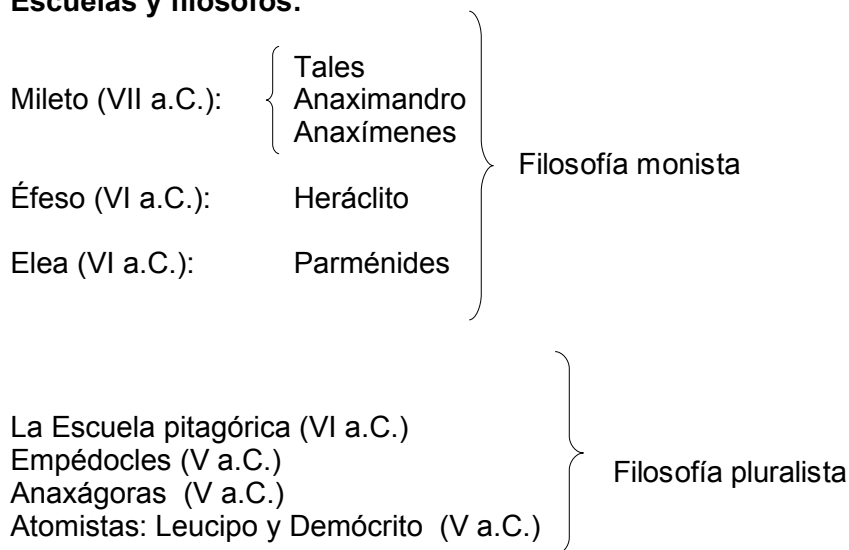 Escuelas y filósofos:
Tales
Mileto (VII a.C.): Anaximandro
Anaxímenes
Filosofía monista
Éfeso (VI a.C.): Heráclito
Elea (VI a.C.): Parménides
La Escuela pitagórica (VI a.C.)
Empédocles (V a.C.)
Anaxágoras (V a.C.)
Filosofía pluralista
Atomistas: Leucipo y Demócrito (V a.C.)